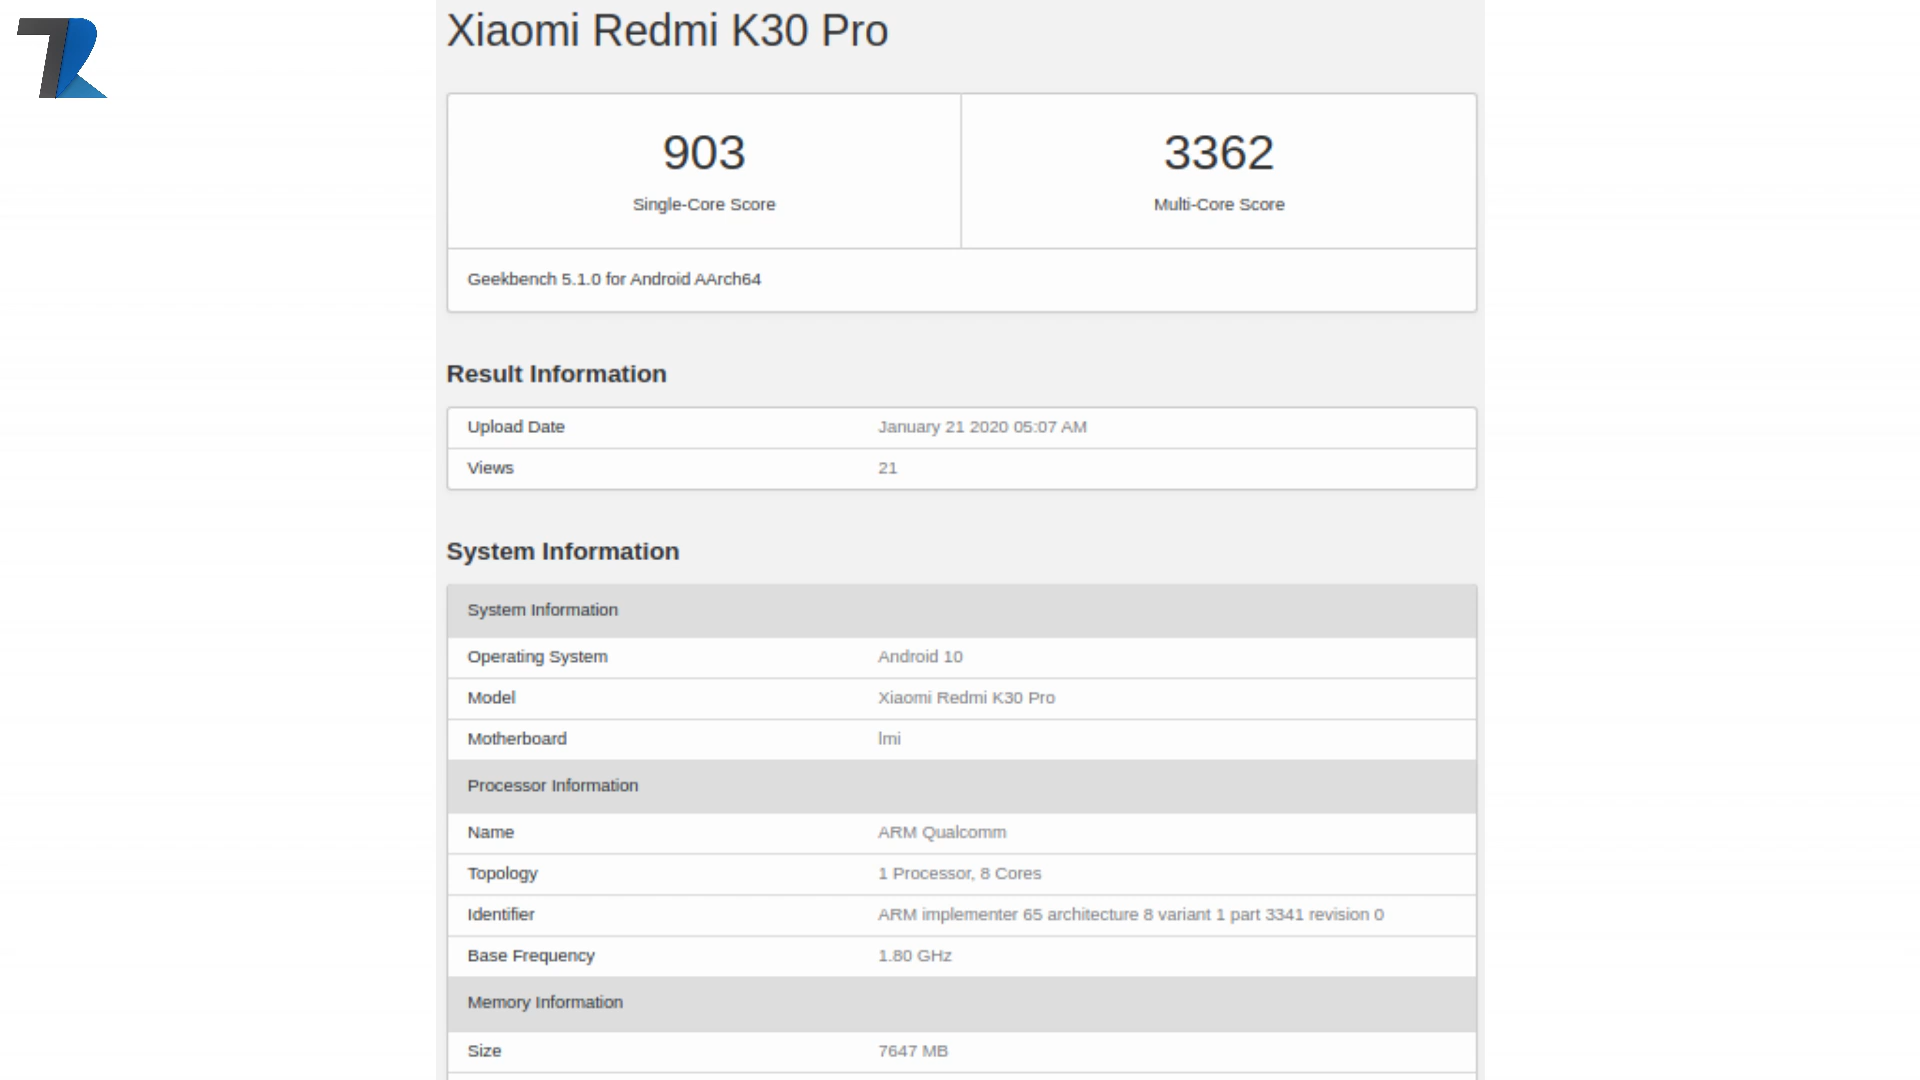 Xiaomi Redmi K30 Pro
903
Single-Core Score
3362
Multi-Core Score
Geekbench 5.1.0 for Android AArch64
Result Information
Upload Date January 21 2020 05:07 AM
Views 21
System Information
System Information
Operating System Android 10
Model Xiaomi Redmi K30 Pro
Motherboard lmi
Processor Information
Name ARM Qualcomm
Topology 1 Processor, 8 Cores
Identifier ARM implementer 65 architecture 8 variant 1 part 3341 revision 0
Base Frequency 1.80 GHz
Memory Information
Size 7647 MB